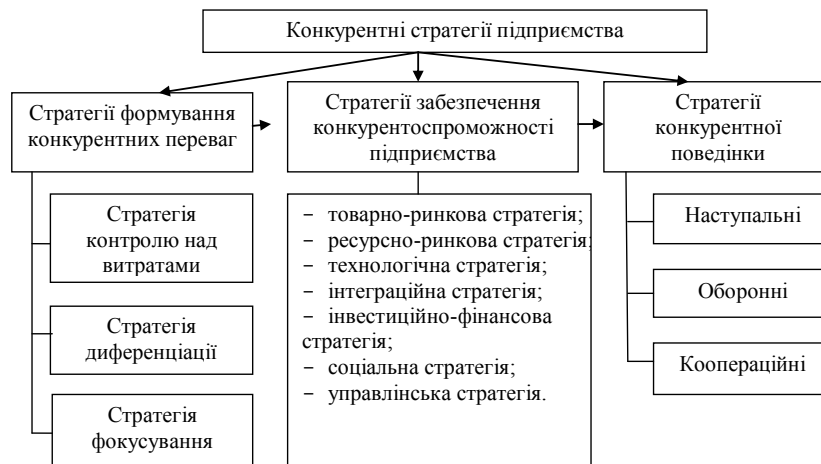 Конкурентні стратегії підприємства
Стратегії формування
конкурентних переваг
Стратегії забезпечення
конкурентоспроможності
підприємства
Стратегії
конкурентної
поведінки
Стратегія
контролю над
витратами
Стратегія
диференціації
Стратегія
фокусування
− товарно-ринкова стратегія;
− ресурсно-ринкова стратегія;
− технологічна стратегія;
− інтеграційна стратегія;
− інвестиційно-фінансова
стратегія;
− соціальна стратегія;
− управлінська стратегія.
Наступальні
Оборонні
Коопераційні